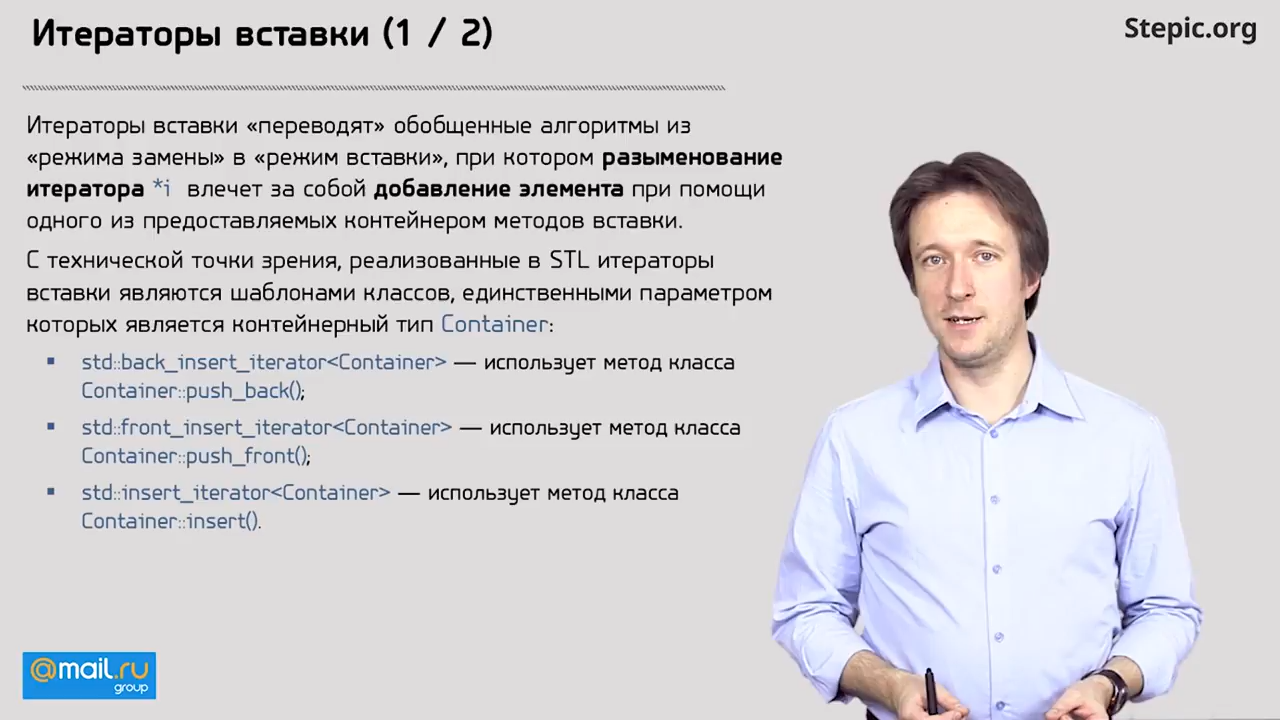 Итераторы вставки (1 / 2)
Stepic.org
Итераторы вставки «переводят» обобщенные алгоритмы из
«режима замены» в «режим вставки», при котором разыменование
итератора *i влечет за собой добавление элемента при помощи
одного из предоставляемых контейнером методов вставки.
С технической точки зрения, реализованные в STL итераторы
вставки являются шаблонами классов, единственными параметром
которых является контейнерный тип Container:
▪ std::back_insert_iterator<Container> — использует метод класса
Container::push_back();
▪ std::front_insert_iterator<Container> — использует метод класса
Container::push_front();
▪ std::insert_iterator<Container> — использует метод класса
Container::insert().
@mail.ru
group